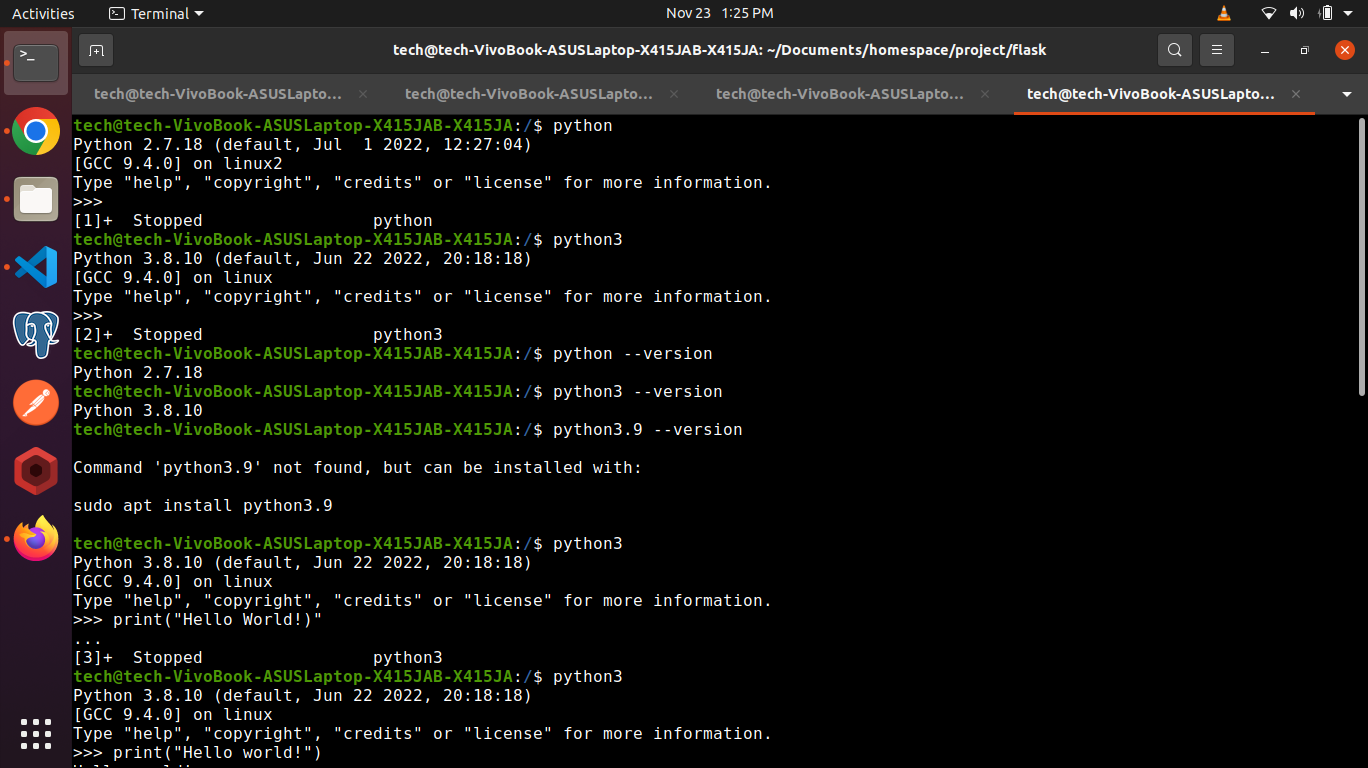 Activities
Terminal
Nov 23 1:25 PM
tech@tech-VivoBook-ASUSLaptop-X415JAB-X415JA: ~/Documents/homespace/project/flask
tech@tech-VivoBook-ASUSLapto...
tech@tech-VivoBook-ASUSLapto...
tech@tech-VivoBook-ASUSLapto...
tech@tech-VivoBook-ASUSLapto...
tech@tech-VivoBook-ASUSLaptop-X415JAB-X415JA:/$ python
Python 2.7.18 (default, Jul  1 2022, 12:27:04)
[GCC 9.4.0] on linux2
Type "help", "copyright", "credits" or "license" for more information.
>>>
[1]+  Stopped                 python
tech@tech-VivoBook-ASUSLaptop-X415JAB-X415JA:/$ python3
Python 3.8.10 (default, Jun 22 2022, 20:18:18)
[GCC 9.4.0] on linux
Type "help", "copyright", "credits" or "license" for more information.
>>>
[2]+  Stopped                 python3
tech@tech-VivoBook-ASUSLaptop-X415JAB-X415JA:/$ python --version
Python 2.7.18
tech@tech-VivoBook-ASUSLaptop-X415JAB-X415JA:/$ python3 --version
Python 3.8.10
tech@tech-VivoBook-ASUSLaptop-X415JAB-X415JA:/$ python3.9 --version
Command 'python3.9' not found, but can be installed with:
sudo apt install python3.9
tech@tech-VivoBook-ASUSLaptop-X415JAB-X415JA:/$ python3
Python 3.8.10 (default, Jun 22 2022, 20:18:18)
[GCC 9.4.0] on linux
Type "help", "copyright", "credits" or "license" for more information.
>>> print("Hello World!)"
...
[3]+  Stopped                 python3
tech@tech-VivoBook-ASUSLaptop-X415JAB-X415JA:/$ python3
Python 3.8.10 (default, Jun 22 2022, 20:18:18)
[GCC 9.4.0] on linux
Type "help", "copyright", "credits" or "license" for more information.
>>> print("Hello world!")